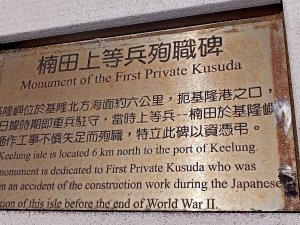 楠田上等兵殉職碑
Monument of the First Private Kusuda
隆嶼位於基隆北方海面約六公里，扼基隆港之口，
日據時期即重兵駐守，當時上等兵--楠田於基隆嶼
作工事不慎失足而殉職，特立此碑以資憑弔。
Keelung isle is located 6 km north to the port of Keelung.
monument is dedicated to First Private Kusuda who was
in an accident of the construction work during the Japanese
tion of this isle before the end of World War II.